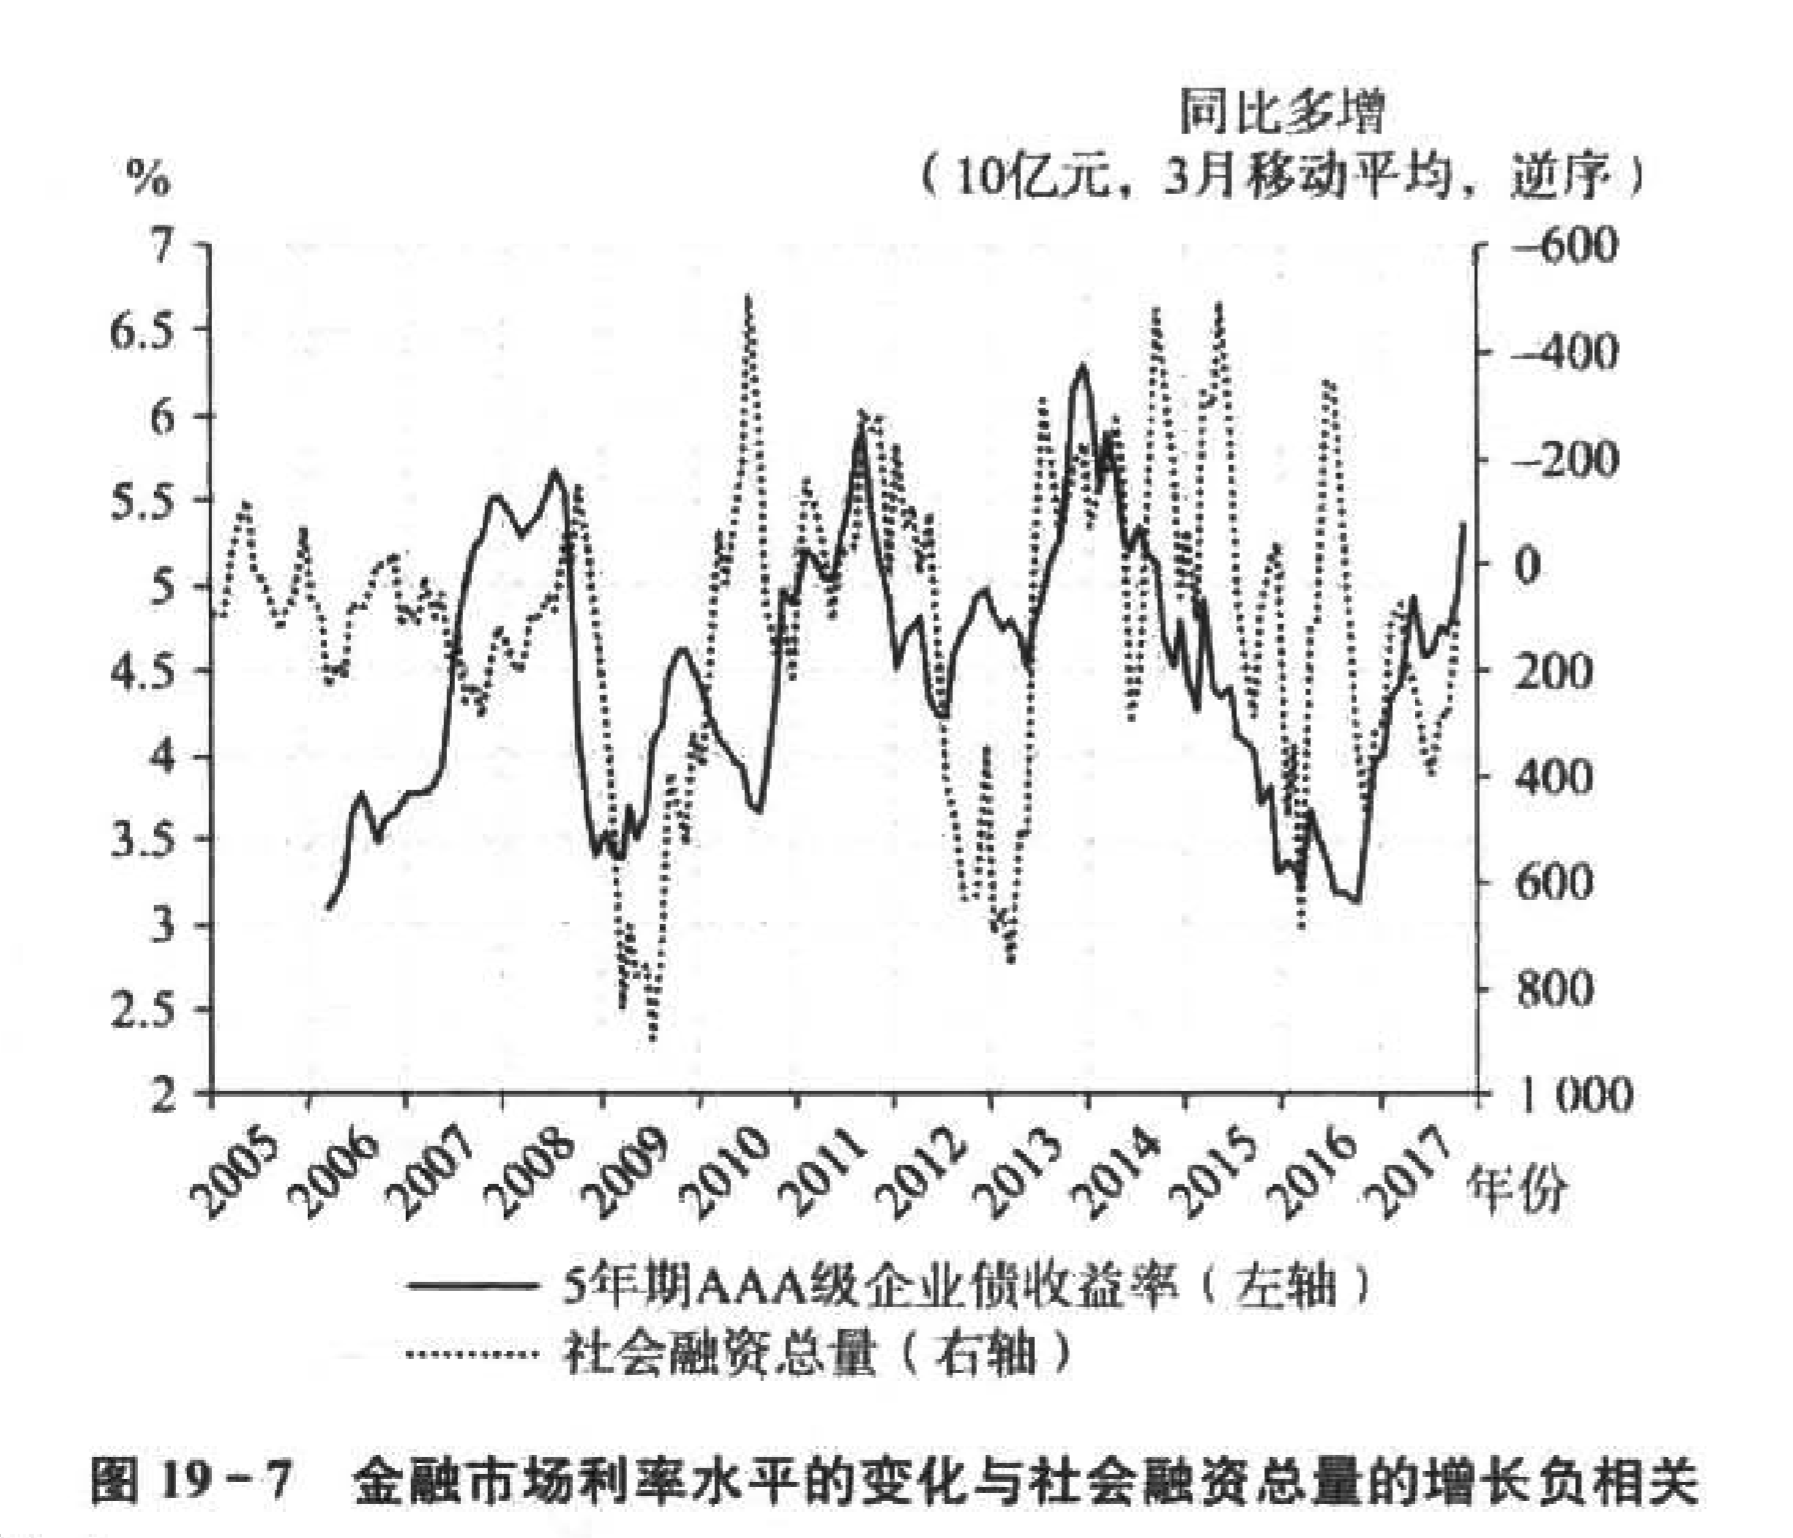 同比多增
% （10亿元，3月移动平均，逆序）
7 -600
6.5 -400
6 -200
5.5 0
5 200
4.5 400
4 600
3.5 800
3 1 000
2.5
2
2005 2006 2007 2008 2009 2010 2011 2012 2013 2014 2015 2016 2017 年份
5年期AAA级企业债收益率（左轴）
社会融资总量（右轴）
图 19-7 金融市场利率水平的变化与社会融资总量的增长负相关